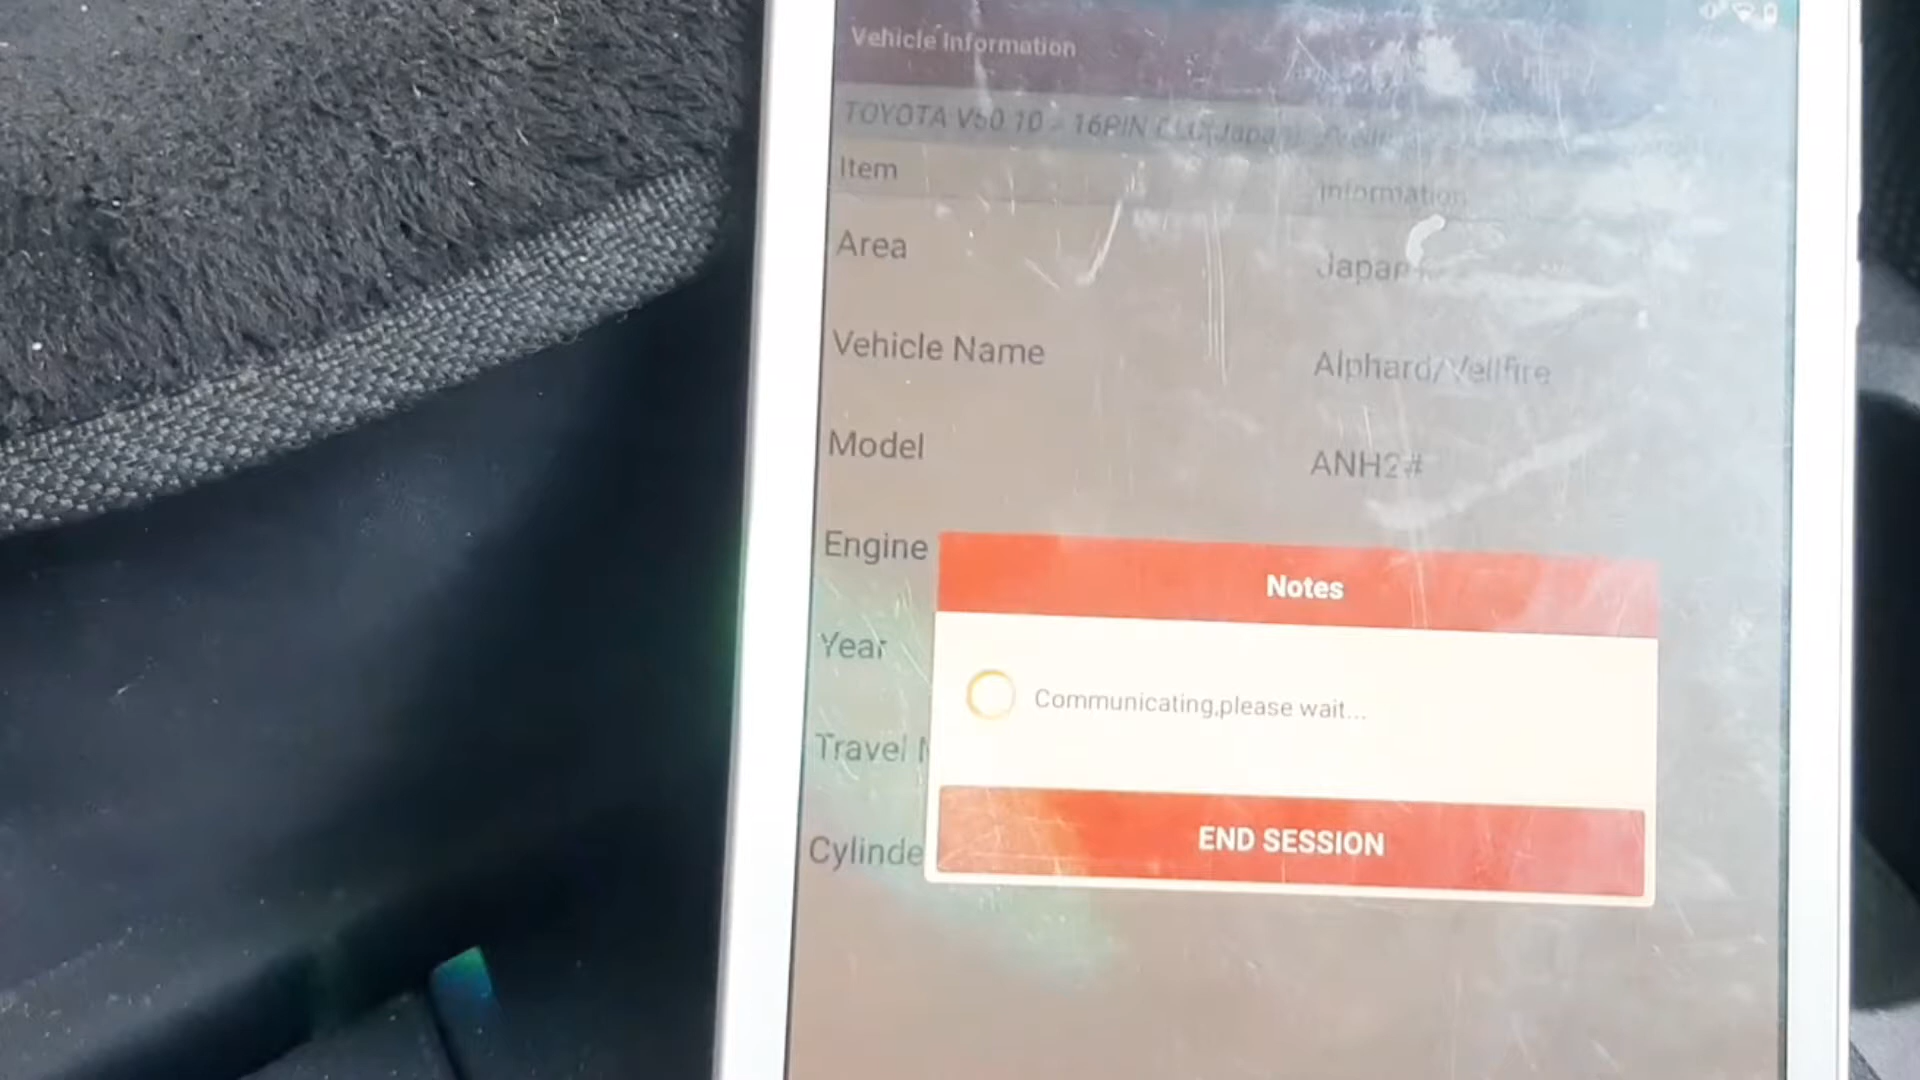 Vehicle Information
TOYOTA V50.10 - 16PIN
Item Information
Area Japan
Vehicle Name Alphard/Vellfire
Model ANH2#
Engine
Notes
Year
Communicating,please wait...
Travel
END SESSION
Cylinde